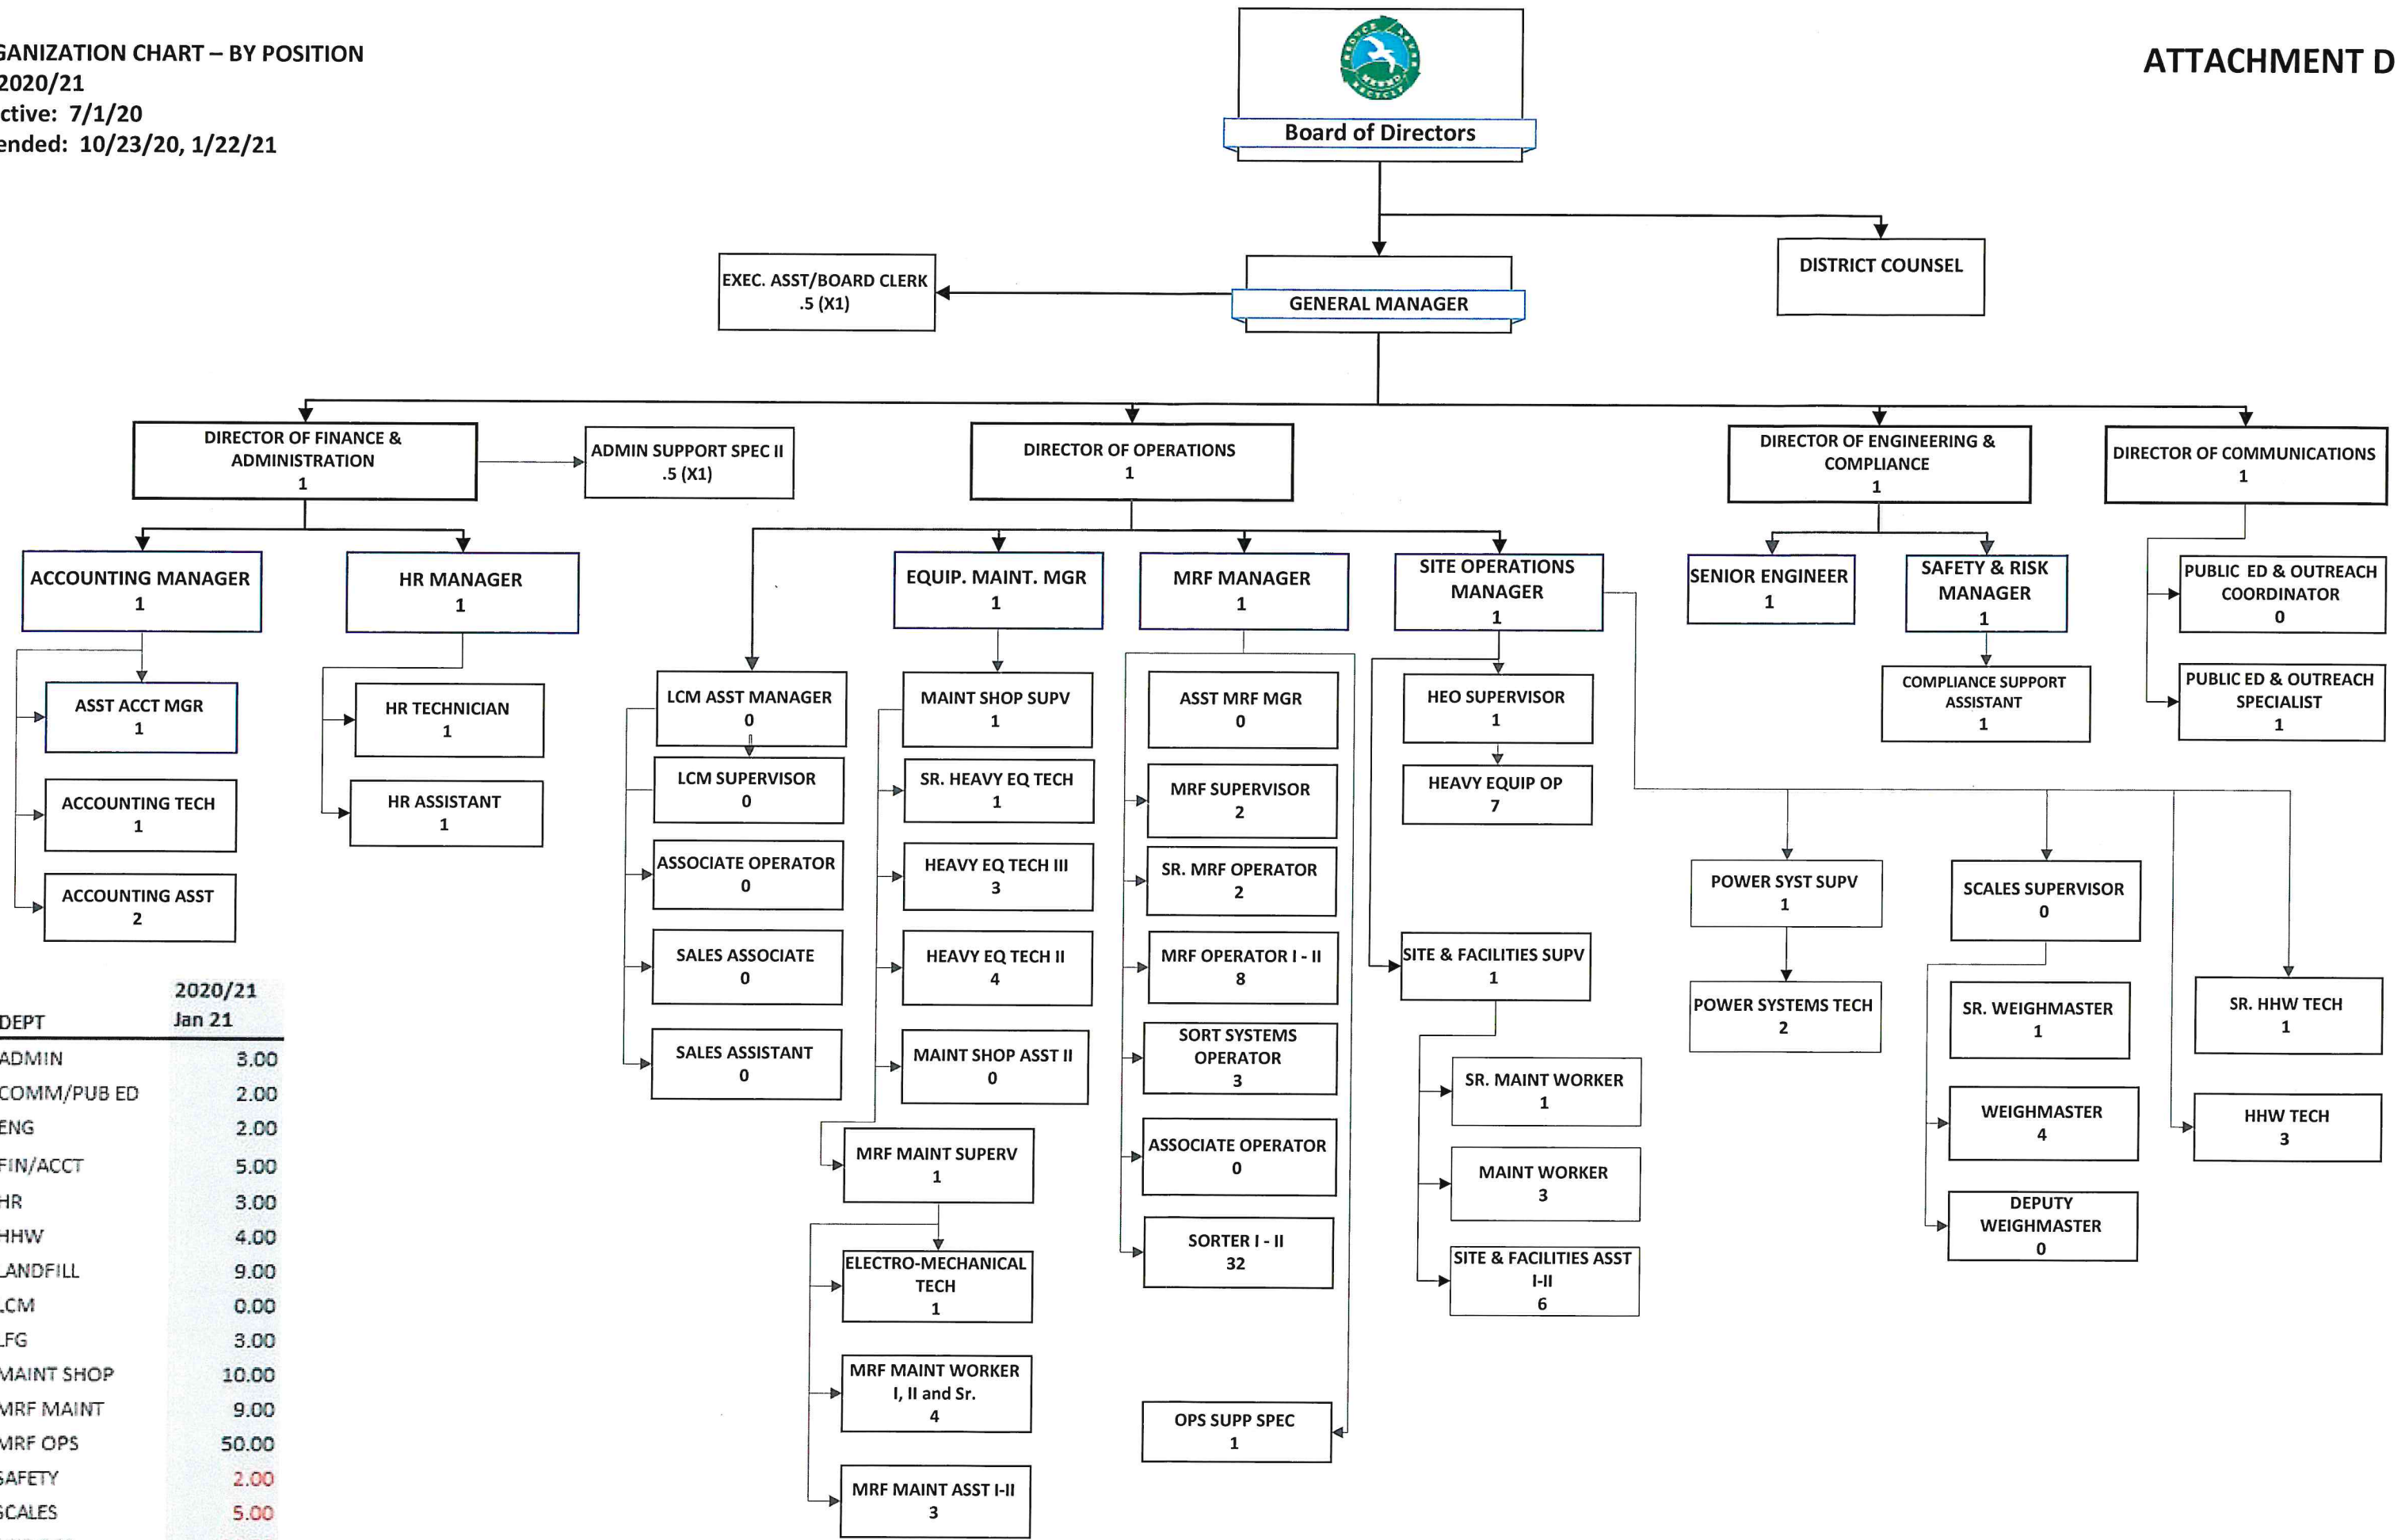 GANIZATION CHART – BY POSITION
2020/21
ctive: 7/1/20
ended: 10/23/20, 1/22/21
ATTACHMENT D
REDUCE REUSE
MRWMD
RECYCLE
Board of Directors
EXEC. ASST/BOARD CLERK
.5 (X1)
GENERAL MANAGER
DISTRICT COUNSEL
DIRECTOR OF FINANCE &
ADMINISTRATION
1
ADMIN SUPPORT SPEC II
.5 (X1)
DIRECTOR OF OPERATIONS
1
DIRECTOR OF ENGINEERING &
COMPLIANCE
1
DIRECTOR OF COMMUNICATIONS
1
ACCOUNTING MANAGER
1
HR MANAGER
1
EQUIP. MAINT. MGR
1
MRF MANAGER
1
SITE OPERATIONS
MANAGER
1
SENIOR ENGINEER
1
SAFETY & RISK
MANAGER
1
PUBLIC ED & OUTREACH
COORDINATOR
0
ASST ACCT MGR
1
HR TECHNICIAN
1
LCM ASST MANAGER
0
MAINT SHOP SUPV
1
ASST MRF MGR
0
HEO SUPERVISOR
1
COMPLIANCE SUPPORT
ASSISTANT
1
PUBLIC ED & OUTREACH
SPECIALIST
1
ACCOUNTING TECH
1
HR ASSISTANT
1
LCM SUPERVISOR
0
SR. HEAVY EQ TECH
1
MRF SUPERVISOR
2
HEAVY EQUIP OP
7
ACCOUNTING ASST
2
ASSOCIATE OPERATOR
0
HEAVY EQ TECH III
3
SR. MRF OPERATOR
2
POWER SYST SUPV
1
SCALES SUPERVISOR
0
SALES ASSOCIATE
0
HEAVY EQ TECH II
4
MRF OPERATOR I - II
8
SITE & FACILITIES SUPV
1
POWER SYSTEMS TECH
2
SR. WEIGHMASTER
1
SR. HHW TECH
1
SALES ASSISTANT
0
MAINT SHOP ASST II
0
SORT SYSTEMS
OPERATOR
3
SR. MAINT WORKER
1
WEIGHMASTER
4
HHW TECH
3
MRF MAINT SUPERV
1
ASSOCIATE OPERATOR
0
MAINT WORKER
3
DEPUTY
WEIGHMASTER
0
ELECTRO-MECHANICAL
TECH
1
SORTER I - II
32
SITE & FACILITIES ASST
I-II
6
MRF MAINT WORKER
I, II and Sr.
4
OPS SUPP SPEC
1
MRF MAINT ASST I-II
3
2020/21
DEPT Jan 21
ADMIN 3.00
COMM/PUB ED 2.00
ENG 2.00
FIN/ACCT 5.00
HR 3.00
HHW 4.00
LANDFILL 9.00
LCM 0.00
LFG 3.00
MAINT SHOP 10.00
MRF MAINT 9.00
MRF OPS 50.00
SAFETY 2.00
SCALES 5.00